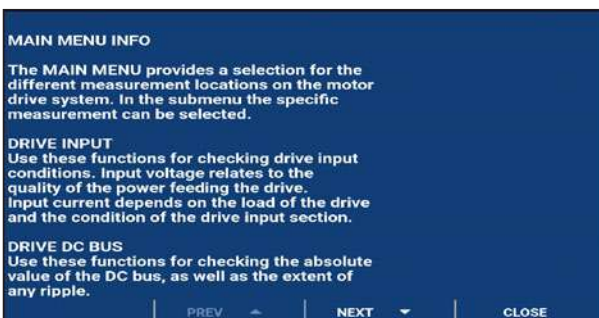 MAIN MENU INFO
The MAIN MENU provides a selection for the
different measurement locations on the motor
drive system. In the submenu the specific
measurement can be selected.
DRIVE INPUT
Use these functions for checking drive input
conditions. Input voltage relates to the
quality of the power feeding the drive.
Input current depends on the load of the drive
and the condition of the drive input section.
DRIVE DC BUS
Use these functions for checking the absolute
value of the DC bus, as well as the extent of
any ripple.
PREV NEXT CLOSE